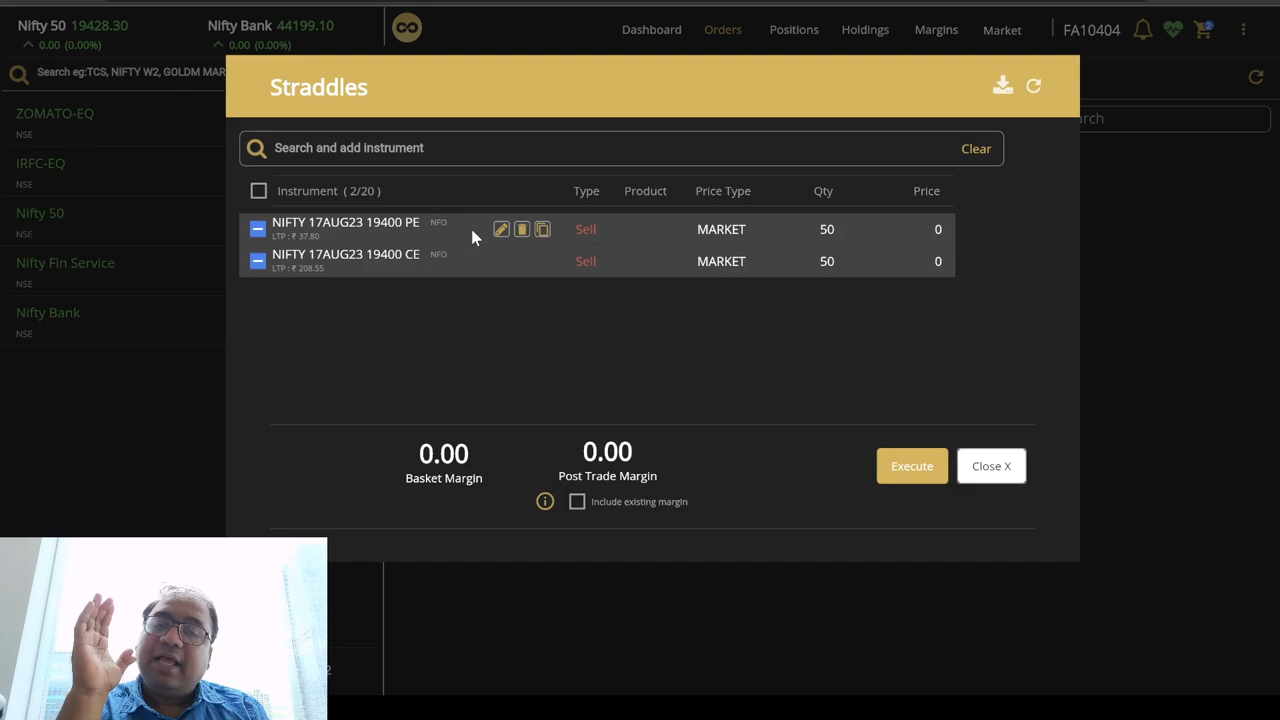 Nifty 50 19428.30
0.00 (0.00%)
Nifty Bank 44199.10
0.00 (0.00%)
Dashboard
Orders
Positions
Holdings
Margins
Market
FA10404
2
Search eg:TCS, NIFTY W2, GOLDM MAR
ZOMATO-EQ
NSE
IRFC-EQ
NSE
Nifty 50
NSE
Nifty Fin Service
NSE
Nifty Bank
NSE
Straddles
Search and add instrument
Clear
Instrument ( 2/20 ) Type Product Price Type Qty Price
NIFTY 17AUG23 19400 PE NFO Sell MARKET 50 0
LTP : ₹ 37.80
NIFTY 17AUG23 19400 CE NFO Sell MARKET 50 0
LTP : ₹ 208.55
0.00 0.00
Basket Margin Post Trade Margin
Execute
Close X
Include existing margin